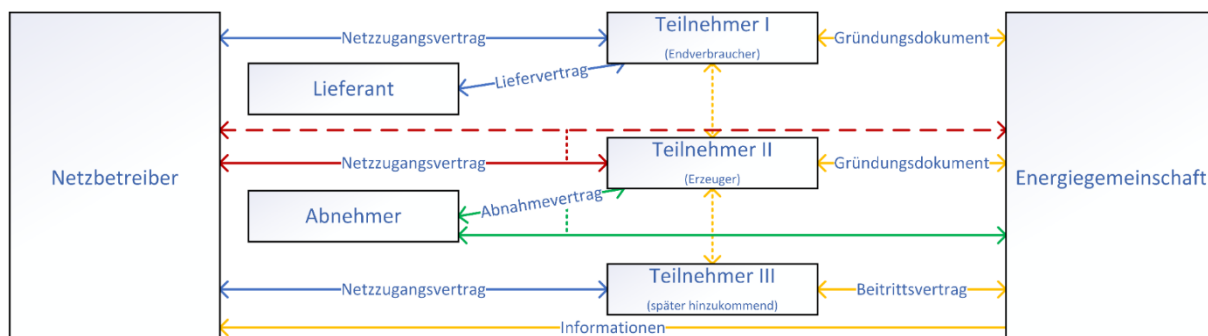 Teilnehmer I
(Endverbraucher)
Netzzugangsvertrag
Gründungsdokument
Lieferant
Liefervertrag
Netzbetreiber
Netzzugangsvertrag
Teilnehmer II
(Erzeuger)
Gründungsdokument
Energiegemeinschaft
Abnehmer
Abnahmevertrag
Netzzugangsvertrag
Teilnehmer III
(später hinzukommend)
Beitrittsvertrag
Informationen